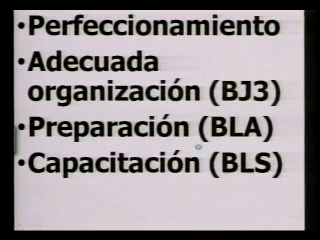 •Perfeccionamiento
•Adecuada
organización (BJ3)
•Preparación (BLA)
•Capacitación (BLS)